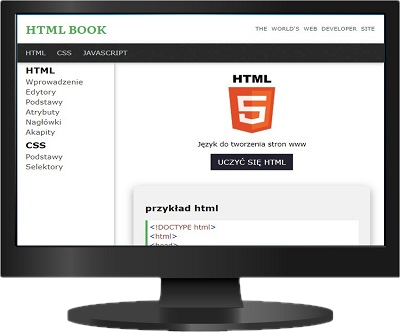 HTML BOOK
THE WORLD'S WEB DEVELOPER SITE
HTML CSS JAVASCRIPT
HTML
Wprowadzenie
Edytory
Podstawy
Atrybuty
Nagłówki
Akapity
CSS
Podstawy
Selektory
HTML
5
Język do tworzenia stron www
UCZYĆ SIĘ HTML
przykład html
<!DOCTYPE html>
<html>
<head>